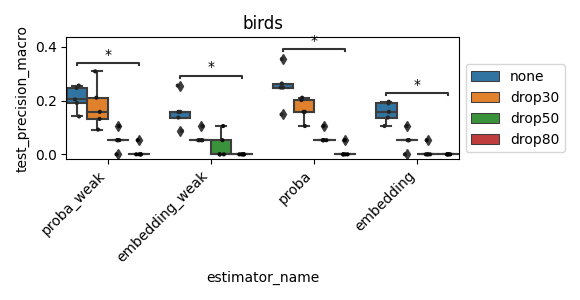 birds
test_precision_macro
0.4
0.2
0.0
*
*
*
*
proba_weak
embedding_weak
proba
embedding
estimator_name
none
drop30
drop50
drop80